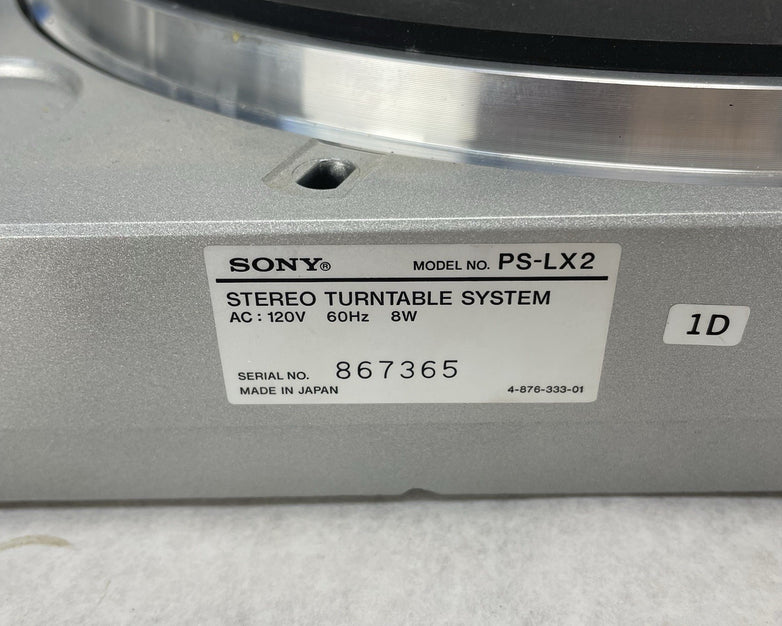 SONY® MODEL NO. PS-LX2
STEREO TURNTABLE SYSTEM
AC : 120V 60Hz 8W
SERIAL NO. 867365
MADE IN JAPAN 4-876-333-01
1D